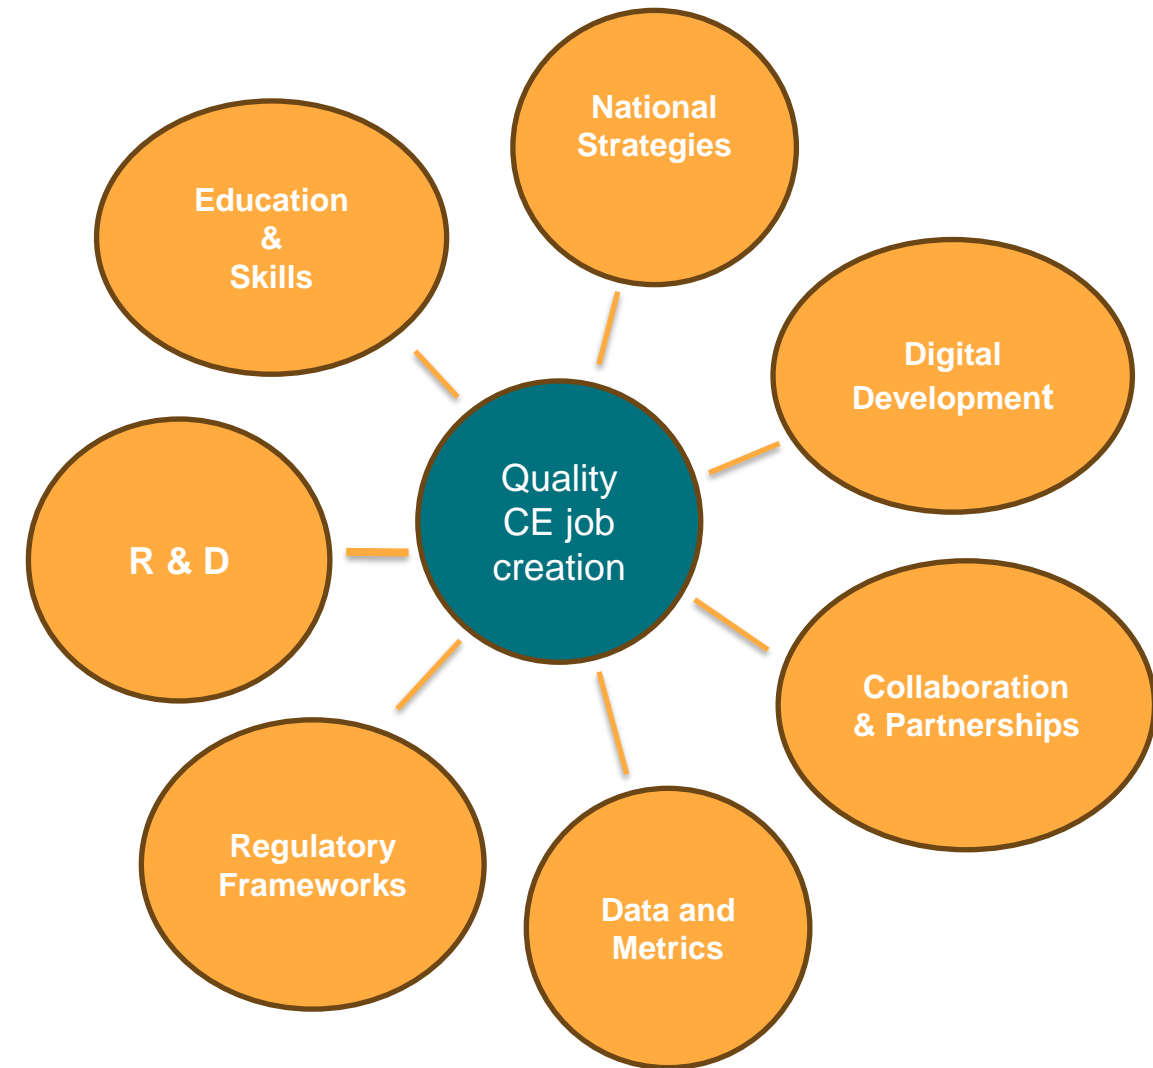 National
Strategies
Education
&
Skills
Digital
Development
Quality
CE job
creation
R & D
Collaboration
& Partnerships
Regulatory
Frameworks
Data and
Metrics